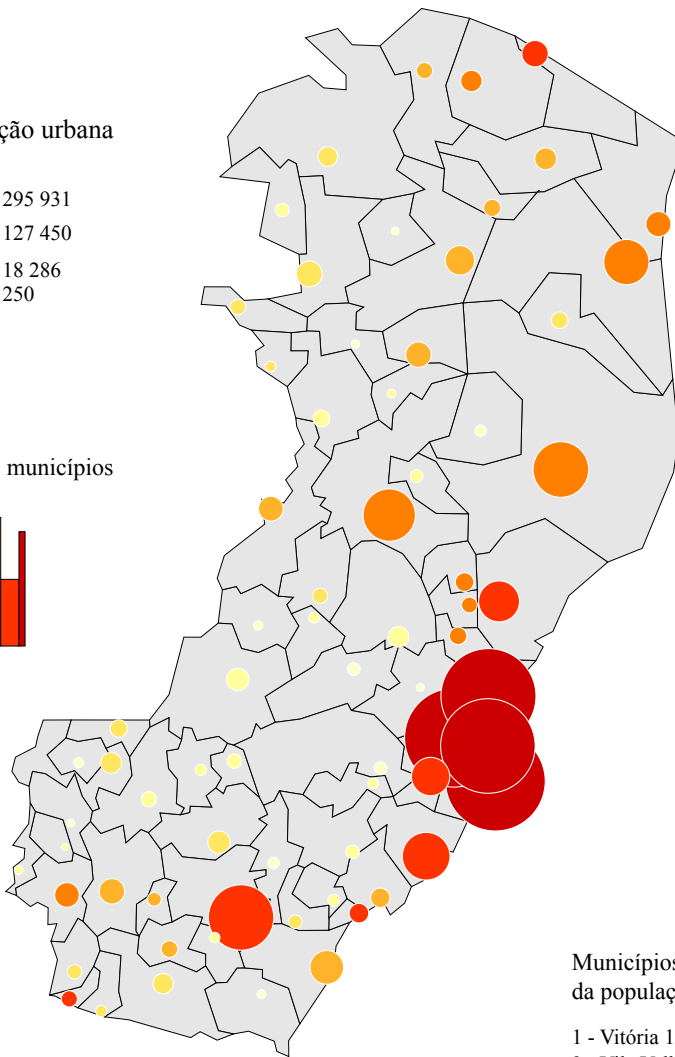 ção urbana
295 931
127 450
18 286
250
municípios
Municípios
da populaç
1 - Vitória 1